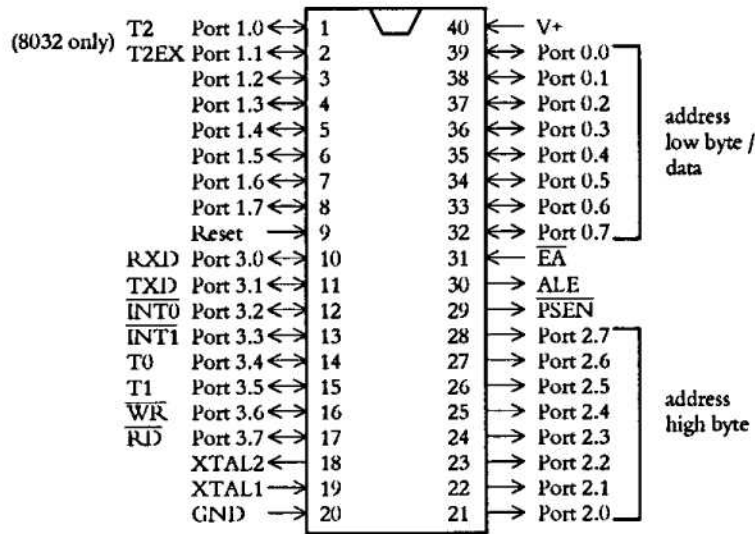 T2 Port 1.0 1 40 V+
(8032 only) T2EX Port 1.1 2 39 Port 0.0
Port 1.2 3 38 Port 0.1
Port 1.3 4 37 Port 0.2
Port 1.4 5 36 Port 0.3
Port 1.5 6 35 Port 0.4
Port 1.6 7 34 Port 0.5
Port 1.7 8 33 Port 0.6
Reset 9 32 Port 0.7
address
low byte /
data
RXD Port 3.0 10 31 EA
TXD Port 3.1 11 30 ALE
INT0 Port 3.2 12 29 PSEN
INT1 Port 3.3 13 28 Port 2.7
T0 Port 3.4 14 27 Port 2.6
T1 Port 3.5 15 26 Port 2.5
WR Port 3.6 16 25 Port 2.4
RD Port 3.7 17 24 Port 2.3
XTAL2 18 23 Port 2.2
XTAL1 19 22 Port 2.1
GND 20 21 Port 2.0
address
high byte